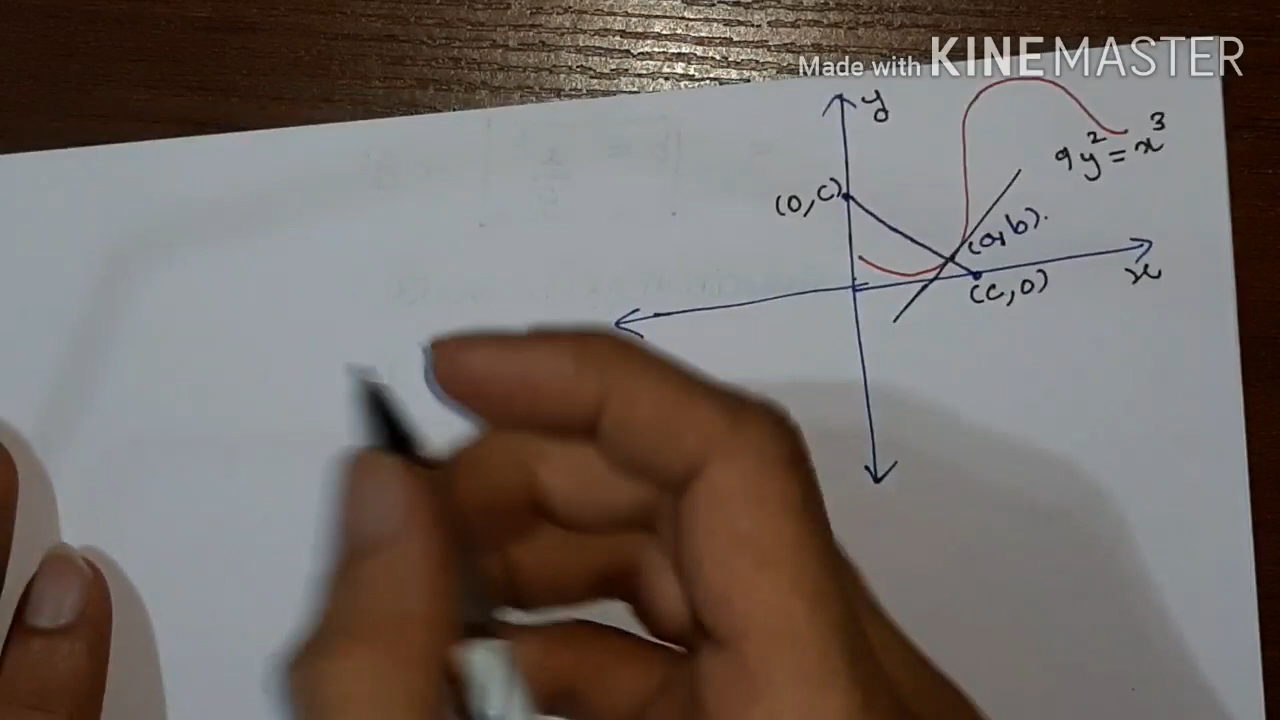 Made with KINEMASTER
y
9y² = x³
(0, C)
(a, b).
(C, 0)
x